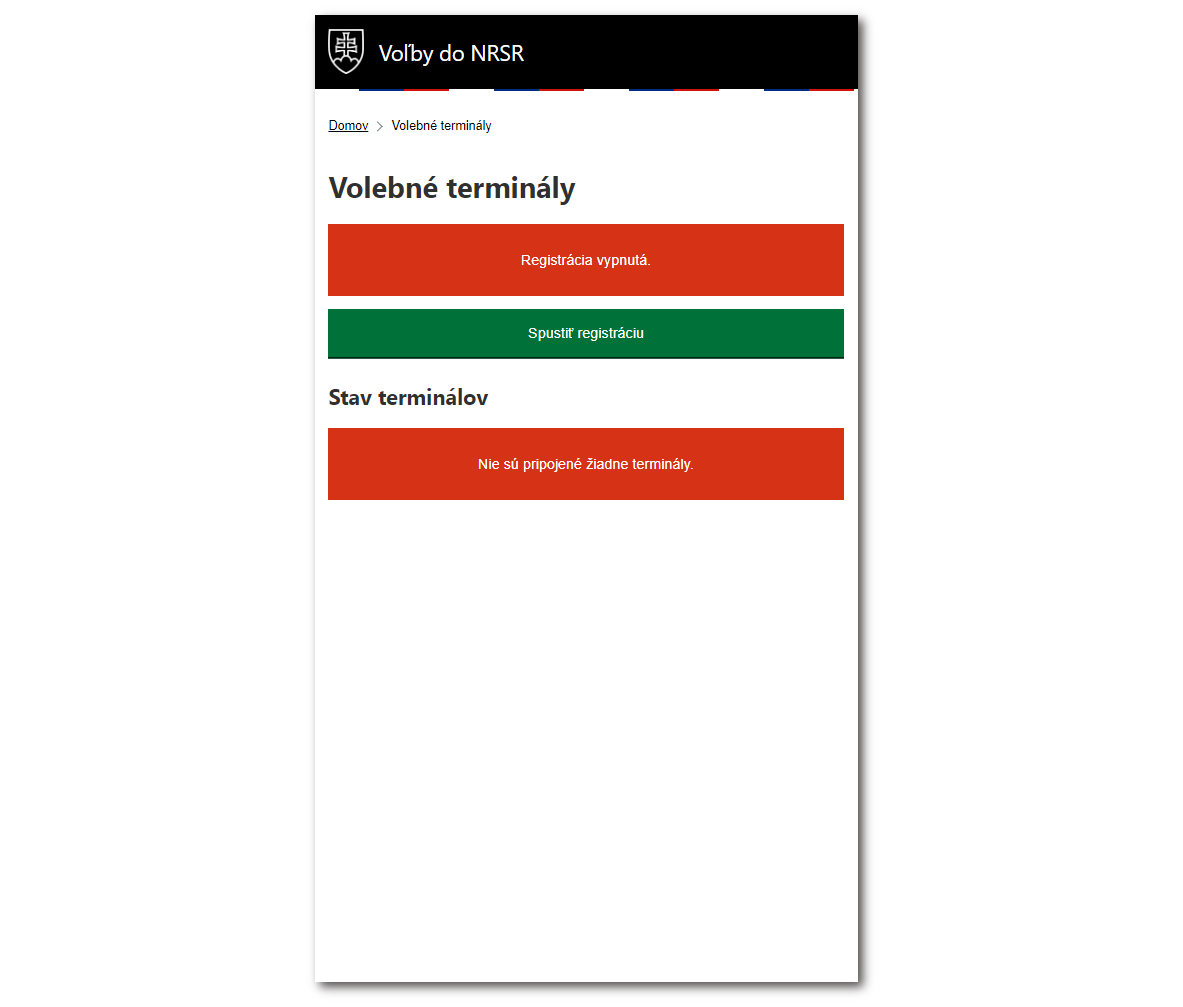 Voľby do NRSR
Domov > Volebné terminály
Volebné terminály
Registrácia vypnutá.
Spustiť registráciu
Stav terminálov
Nie sú pripojené žiadne terminály.